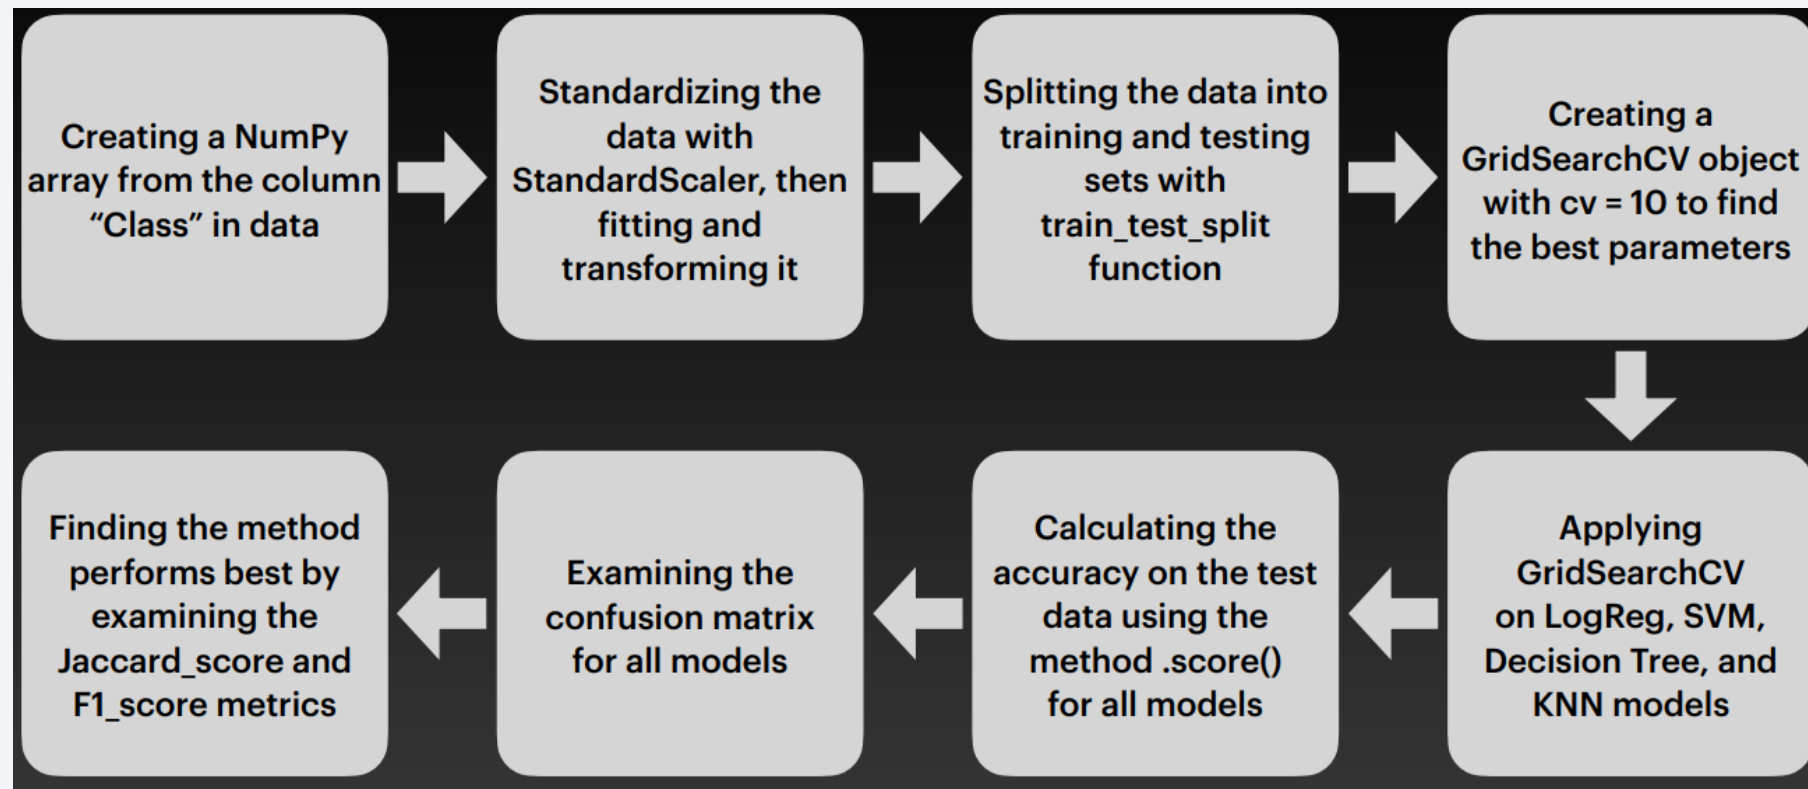 Creating a NumPy
array from the column
“Class” in data
Standardizing the
data with
StandardScaler, then
fitting and
transforming it
Splitting the data into
training and testing
sets with
train_test_split
function
Creating a
GridSearchCV object
with cv = 10 to find
the best parameters
Applying
GridSearchCV
on LogReg, SVM,
Decision Tree, and
KNN models
Calculating the
accuracy on the test
data using the
method .score()
for all models
Examining the
confusion matrix
for all models
Finding the method
performs best by
examining the
Jaccard_score and
F1_score metrics